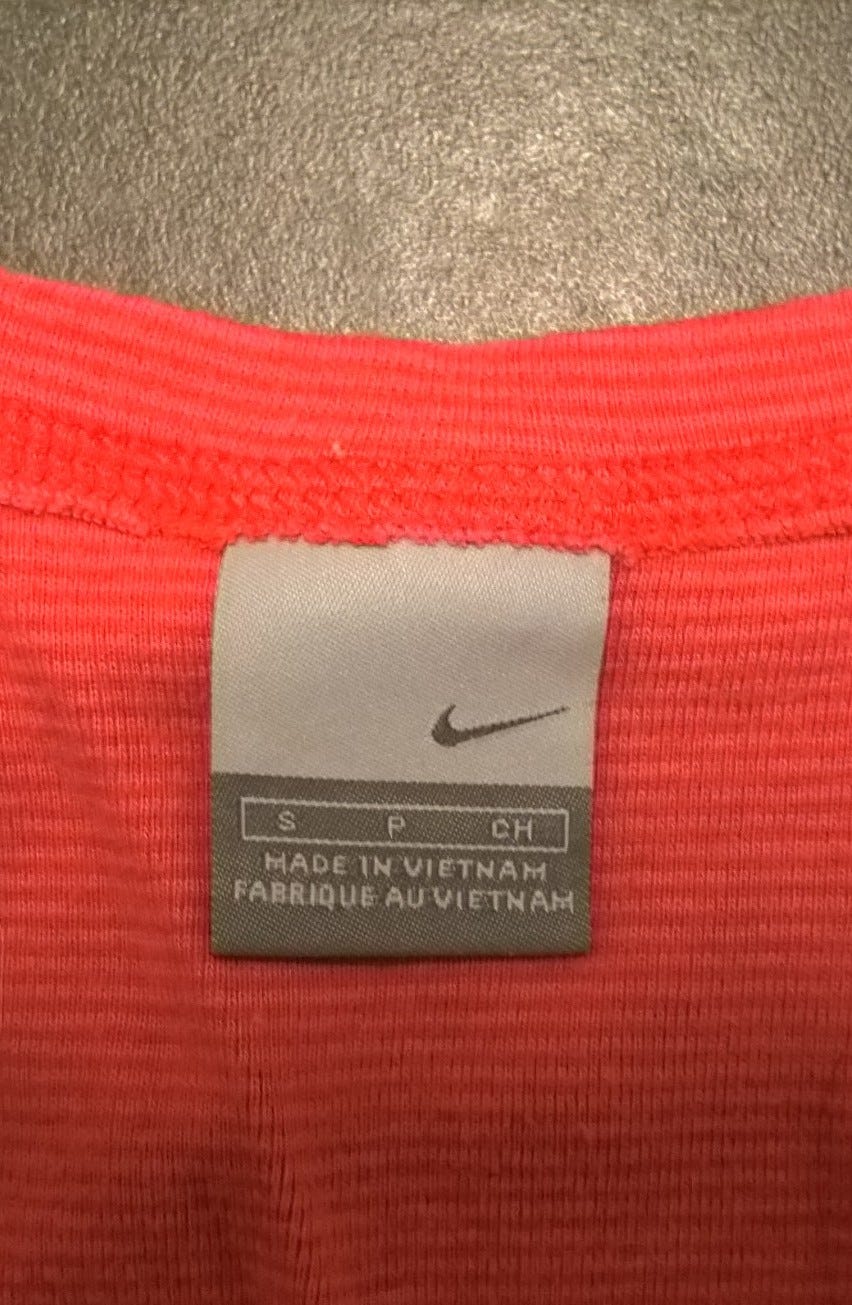 S P CH
MADE IN VIETNAM
FABRIQUE AU VIETNAM